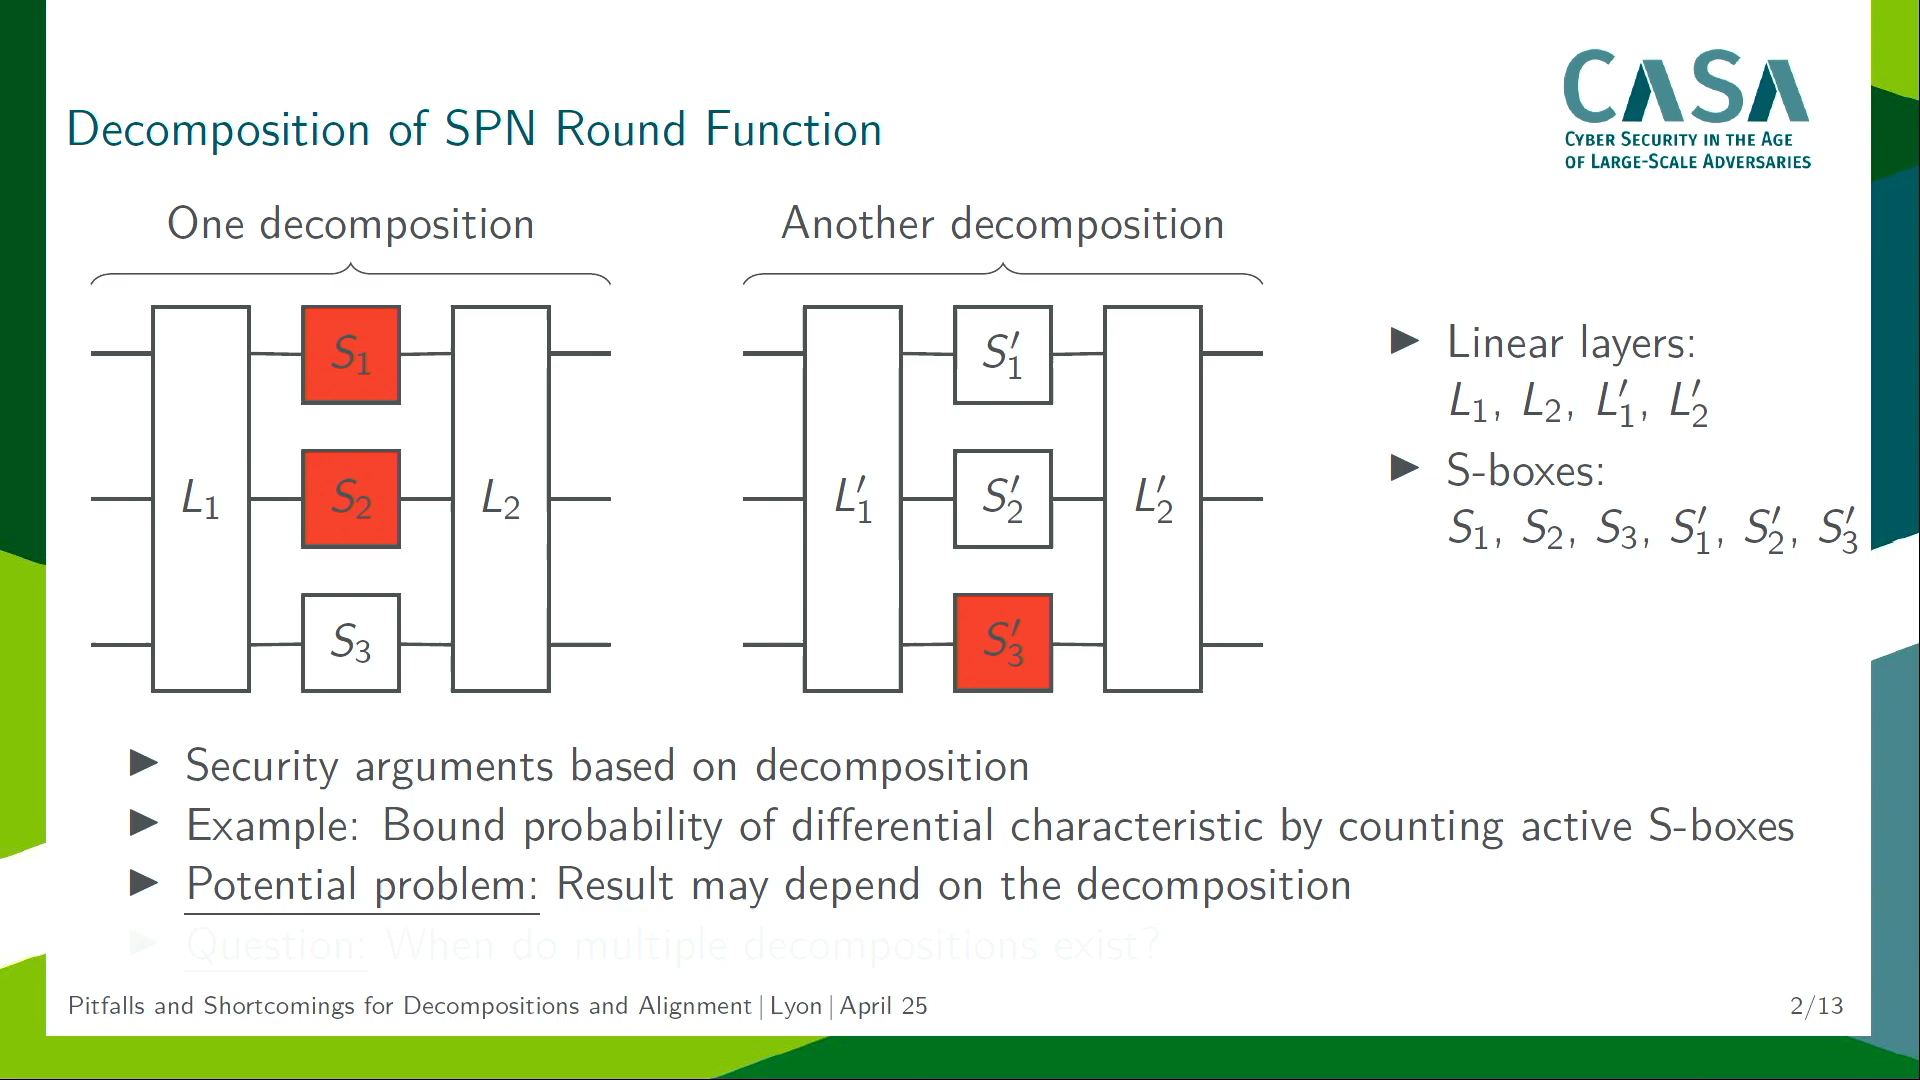 CASA
CYBER SECURITY IN THE AGE
OF LARGE-SCALE ADVERSARIES
Decomposition of SPN Round Function
One decomposition
Another decomposition
L₁
S₁
S₂
S₃
L₂
L′₁
S′₁
S′₂
S′₃
L′₂
▶ Linear layers:
L₁, L₂, L′₁, L′₂
▶ S-boxes:
S₁, S₂, S₃, S′₁, S′₂, S′₃
▶ Security arguments based on decomposition
▶ Example: Bound probability of differential characteristic by counting active S-boxes
▶ Potential problem: Result may depend on the decomposition
▶ Question: When do multiple decompositions exist?
Pitfalls and Shortcomings for Decompositions and Alignment | Lyon | April 25
2/13